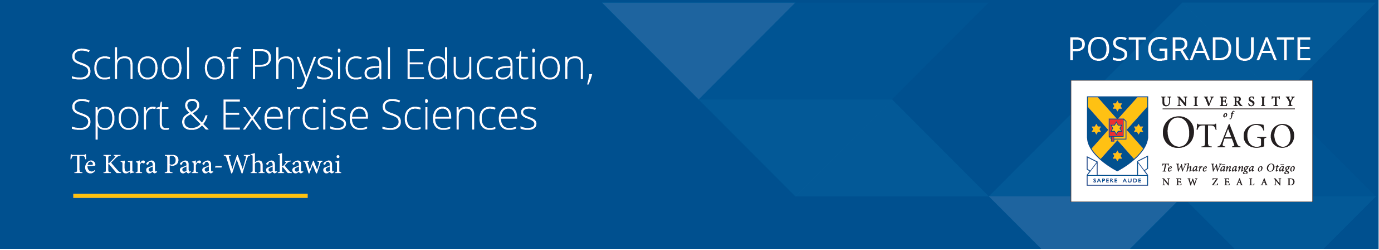 School of Physical Education,
Sport & Exercise Sciences
Te Kura Para-Whakawai
POSTGRADUATE
UNIVERSITY
of
OTĀGO
Te Whare Wānanga o Otāgo
NEW ZEALAND
SAPERE AUDE